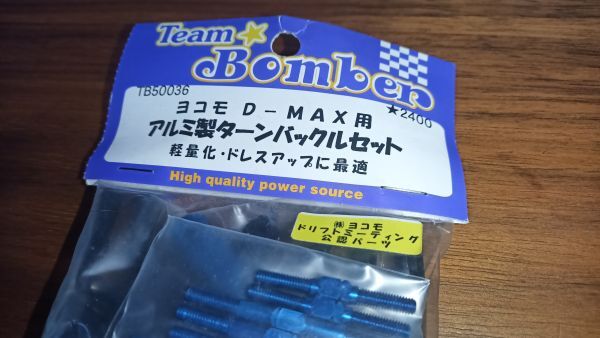 Team
Bomber
TB50036
★2400
ヨコモ D-MAX用
アルミ製ターンバックルセット
軽量化・ドレスアップに最適
High quality power source
㈱ヨコモ
ドリフトミーティング
公認パーツ